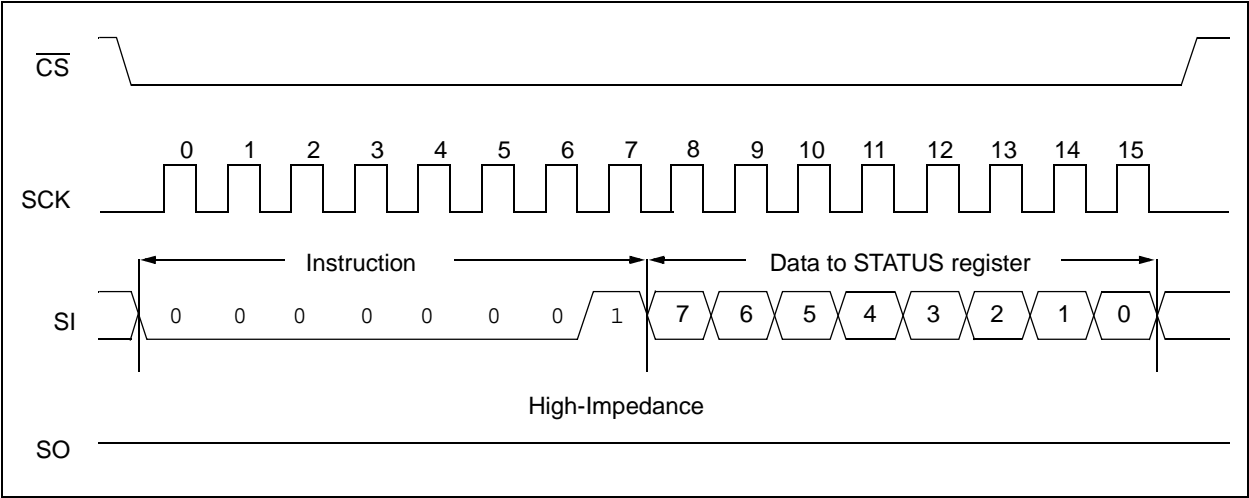 CS
0 1 2 3 4 5 6 7 8 9 10 11 12 13 14 15
SCK
Instruction Data to STATUS register
SI 0 0 0 0 0 0 0 1 7 6 5 4 3 2 1 0
High-Impedance
SO